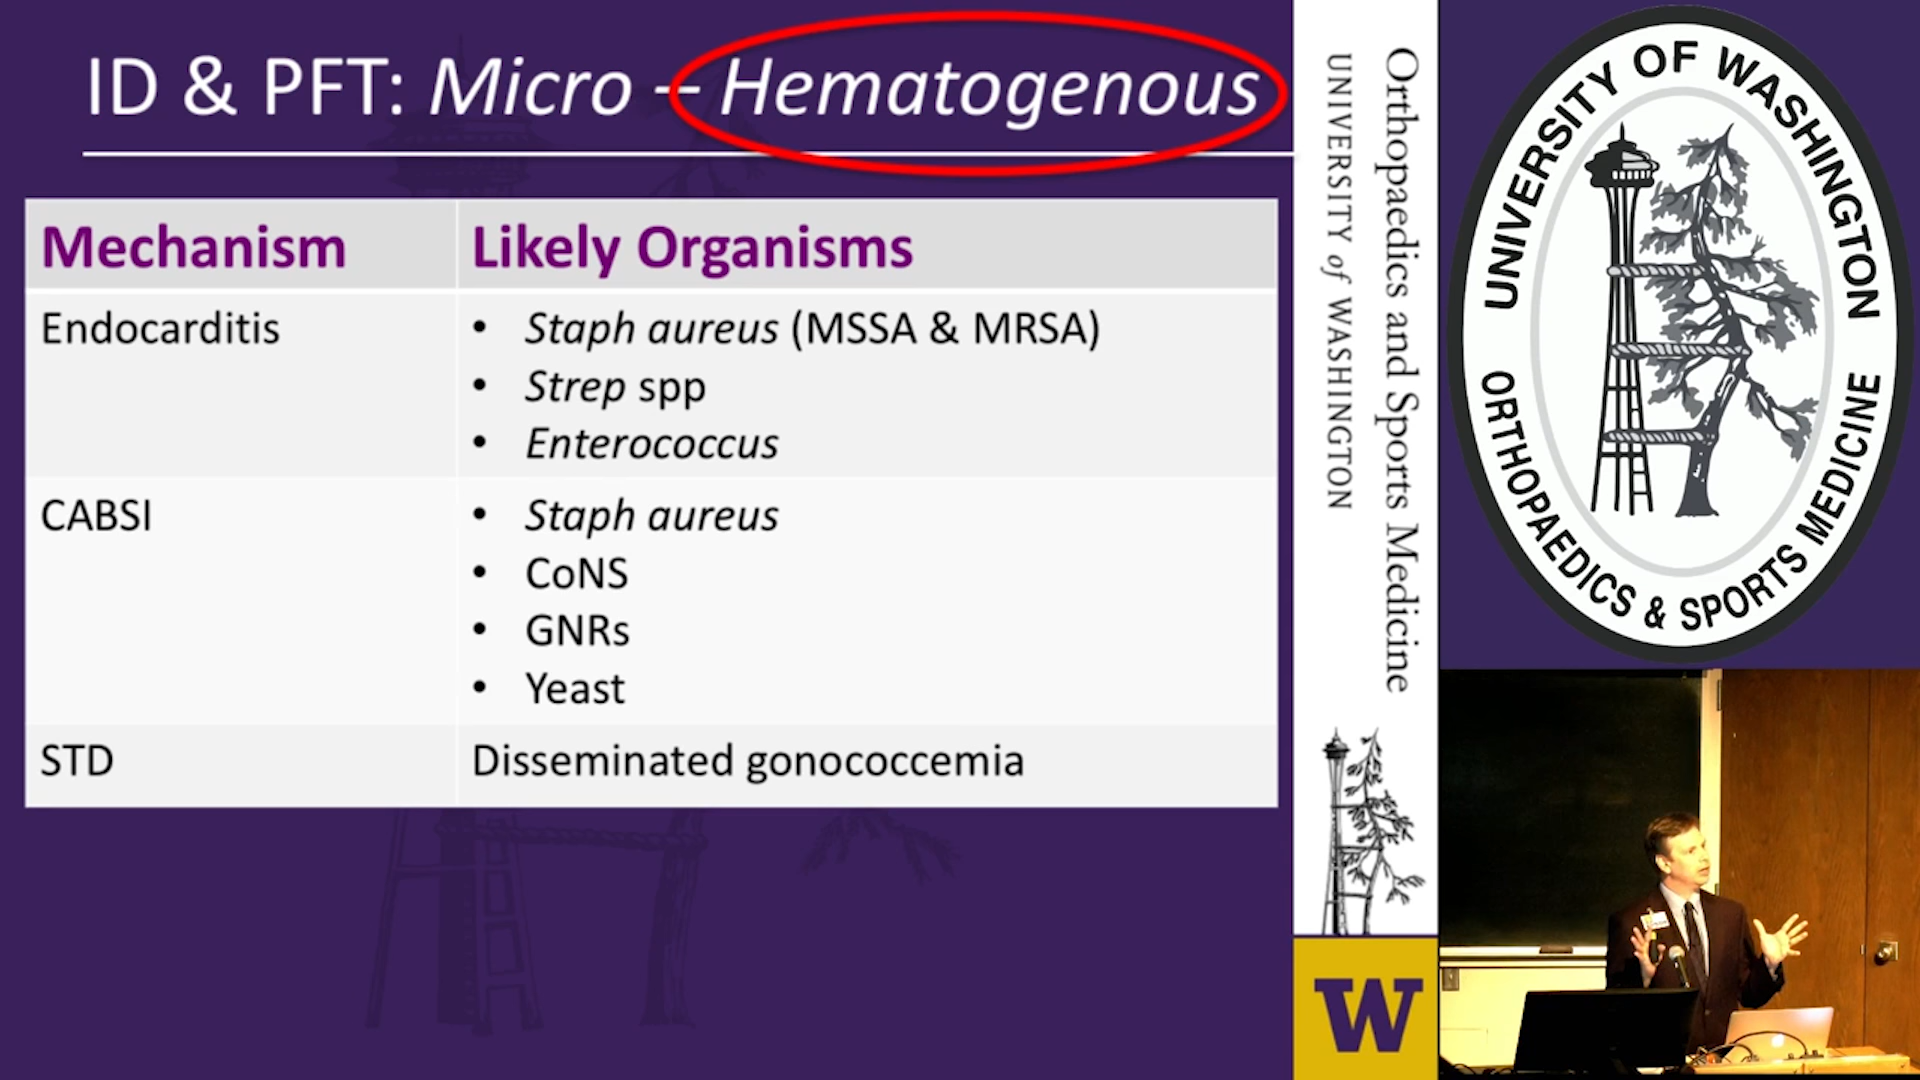 ID & PFT: Micro – Hematogenous
Mechanism
Likely Organisms
Endocarditis
• Staph aureus (MSSA & MRSA)
• Strep spp
• Enterococcus
CABSI
• Staph aureus
• CoNS
• GNRs
• Yeast
STD
Disseminated gonococcemia
Orthopaedics and Sports Medicine
UNIVERSITY of WASHINGTON
W
UNIVERSITY OF WASHINGTON
ORTHOPAEDICS & SPORTS MEDICINE